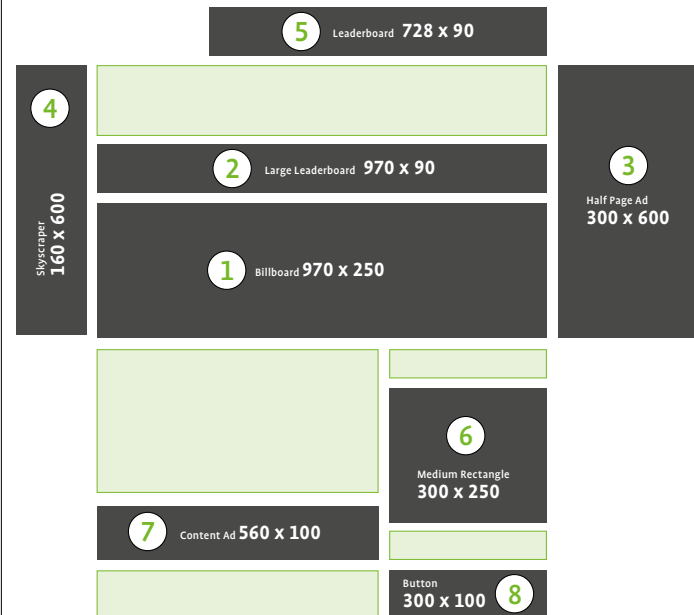 5 Leaderboard 728 x 90
4
Skyscraper
160 x 600
2 Large Leaderboard 970 x 90
3
Half Page Ad
300 x 600
1 Billboard 970 x 250
6
Medium Rectangle
300 x 250
7 Content Ad 560 x 100
Button
300 x 100 8